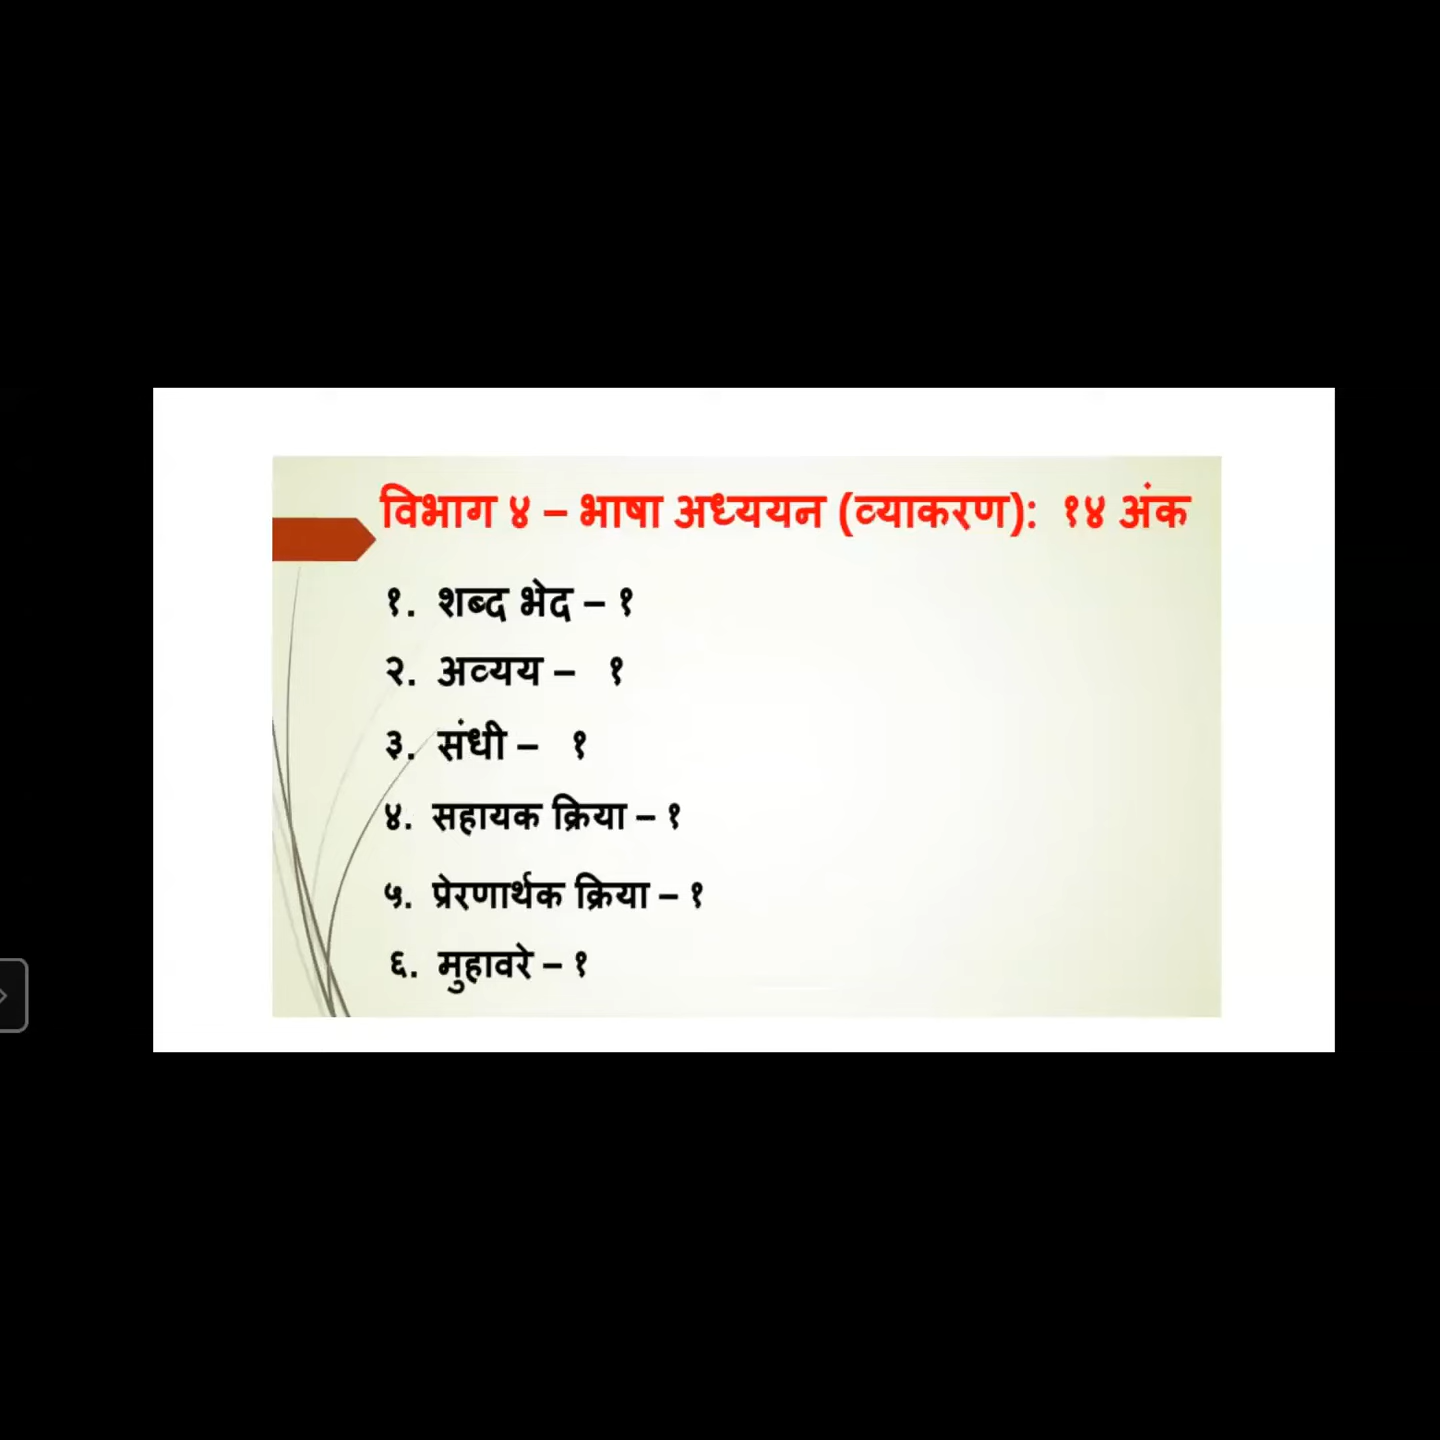 विभाग ४ – भाषा अध्ययन (व्याकरण): १४ अंक
१. शब्द भेद – १
२. अव्यय – १
३. संधी – १
४. सहायक क्रिया – १
५. प्रेरणार्थक क्रिया – १
६. मुहावरे – १